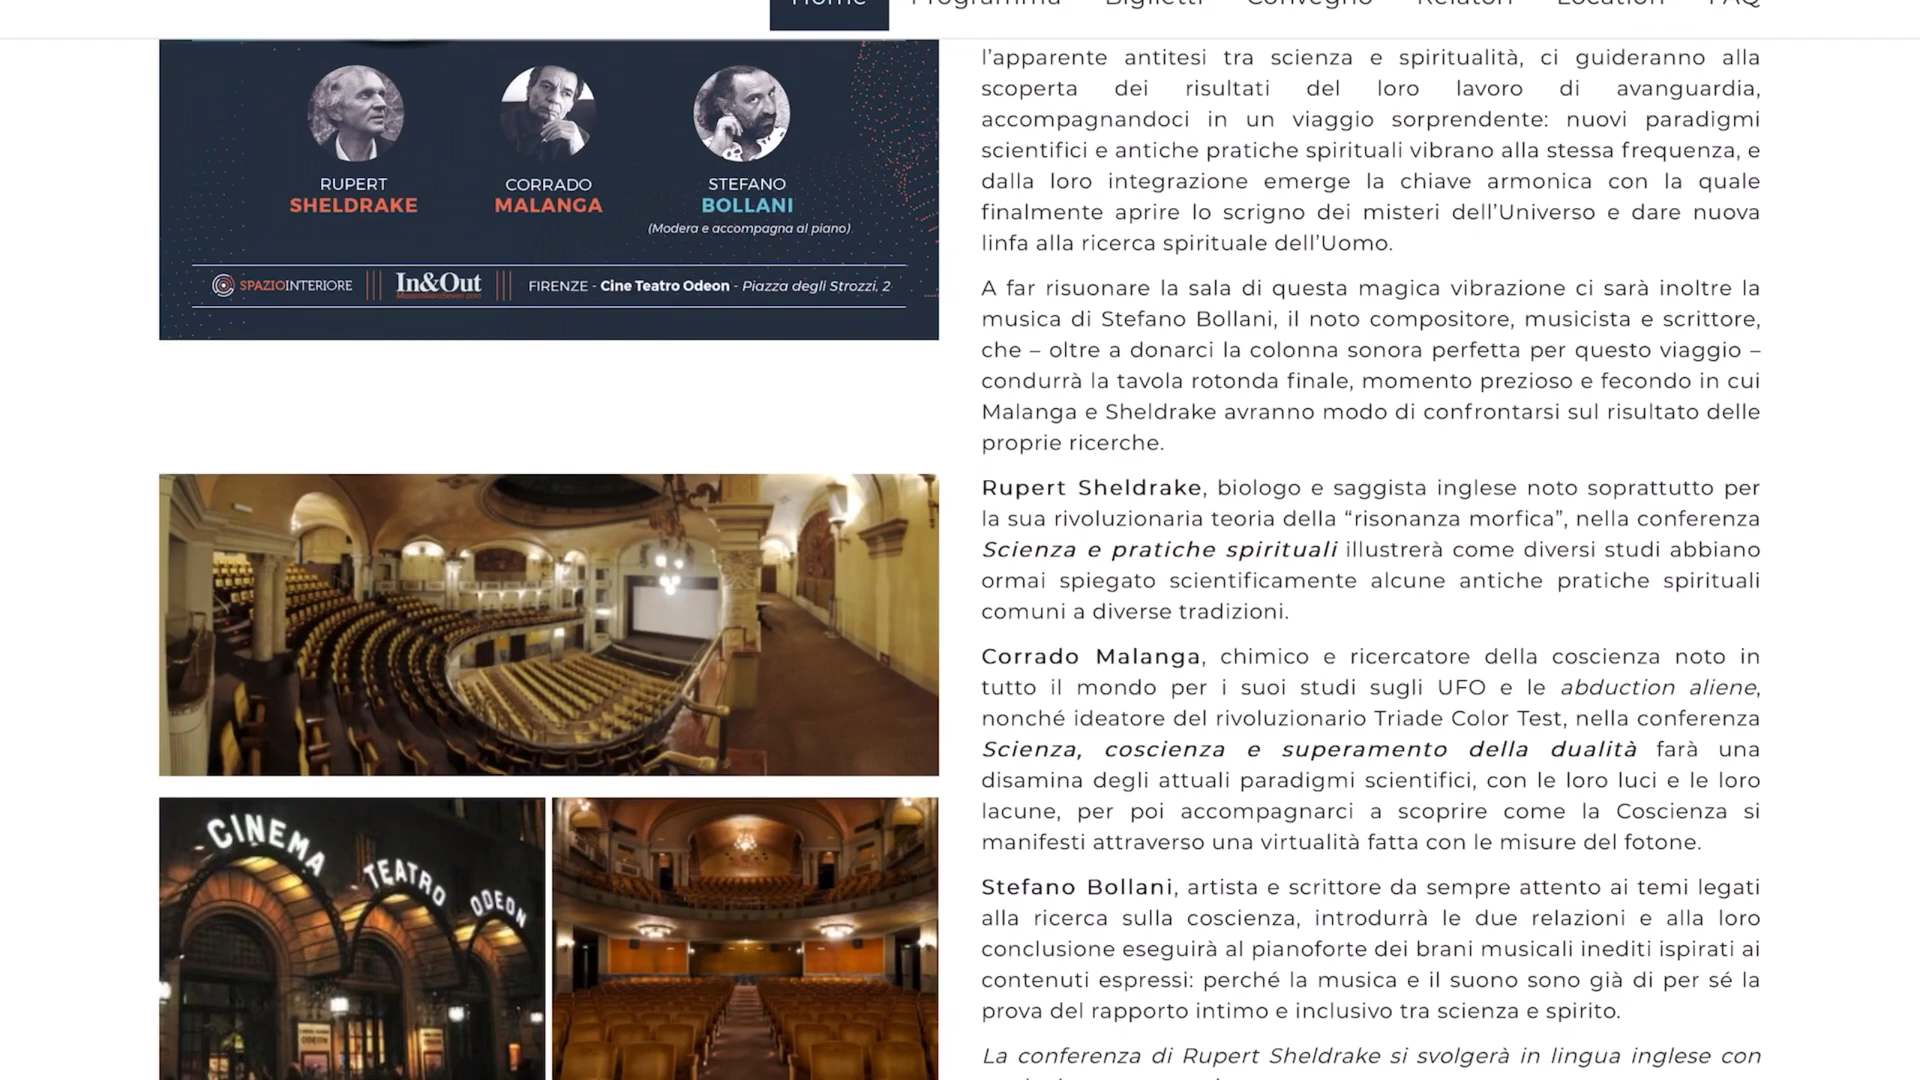 Home Programma Biglietti Convegno Relatori Location FAQ
RUPERT
SHELDRAKE
CORRADO
MALANGA
STEFANO
BOLLANI
(Modera e accompagna al piano)
SPAZIOINTERIORE In&Out FIRENZE - Cine Teatro Odeon - Piazza degli Strozzi, 2
CINEMA TEATRO ODEON
l’apparente antitesi tra scienza e spiritualità, ci guideranno alla
scoperta dei risultati del loro lavoro di avanguardia,
accompagnandoci in un viaggio sorprendente: nuovi paradigmi
scientifici e antiche pratiche spirituali vibrano alla stessa frequenza, e
dalla loro integrazione emerge la chiave armonica con la quale
finalmente aprire lo scrigno dei misteri dell’Universo e dare nuova
linfa alla ricerca spirituale dell’Uomo.
A far risuonare la sala di questa magica vibrazione ci sarà inoltre la
musica di Stefano Bollani, il noto compositore, musicista e scrittore,
che – oltre a donarci la colonna sonora perfetta per questo viaggio –
condurrà la tavola rotonda finale, momento prezioso e fecondo in cui
Malanga e Sheldrake avranno modo di confrontarsi sul risultato delle
proprie ricerche.
Rupert Sheldrake, biologo e saggista inglese noto soprattutto per
la sua rivoluzionaria teoria della “risonanza morfica”, nella conferenza
Scienza e pratiche spirituali illustrerà come diversi studi abbiano
ormai spiegato scientificamente alcune antiche pratiche spirituali
comuni a diverse tradizioni.
Corrado Malanga, chimico e ricercatore della coscienza noto in
tutto il mondo per i suoi studi sugli UFO e le abduction aliene,
nonché ideatore del rivoluzionario Triade Color Test, nella conferenza
Scienza, coscienza e superamento della dualità farà una
disamina degli attuali paradigmi scientifici, con le loro luci e le loro
lacune, per poi accompagnarci a scoprire come la Coscienza si
manifesti attraverso una virtualità fatta con le misure del fotone.
Stefano Bollani, artista e scrittore da sempre attento ai temi legati
alla ricerca sulla coscienza, introdurrà le due relazioni e alla loro
conclusione eseguirà al pianoforte dei brani musicali inediti ispirati ai
contenuti espressi: perché la musica e il suono sono già di per sé la
prova del rapporto intimo e inclusivo tra scienza e spirito.
La conferenza di Rupert Sheldrake si svolgerà in lingua inglese con